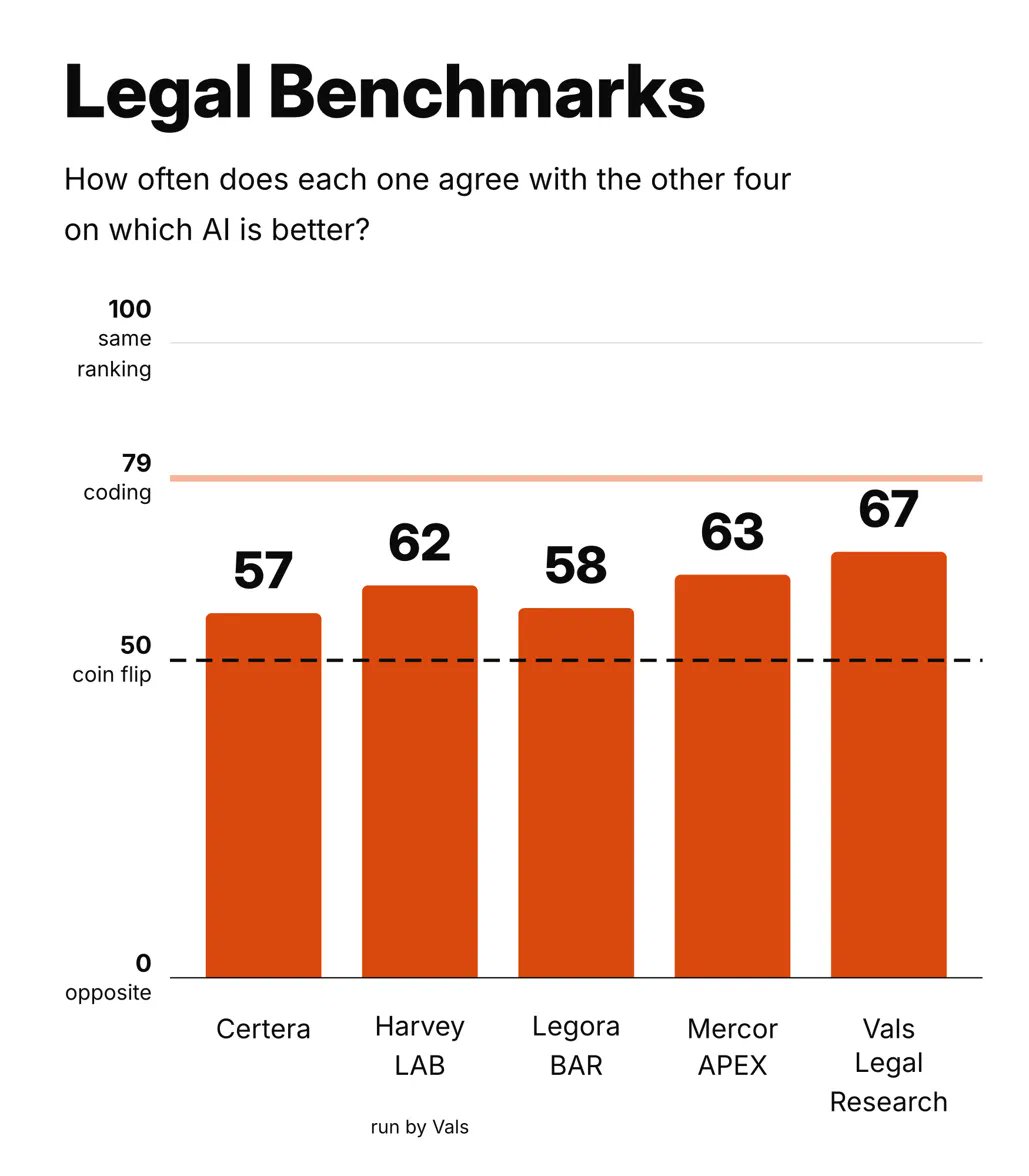 Legal Benchmarks
How often does each one agree with the other four
on which AI is better?
100
same
ranking
79
coding
50
coin flip
0
opposite
57
62
58
63
67
Certera
Harvey
LAB
run by Vals
Legora
BAR
Mercor
APEX
Vals
Legal
Research